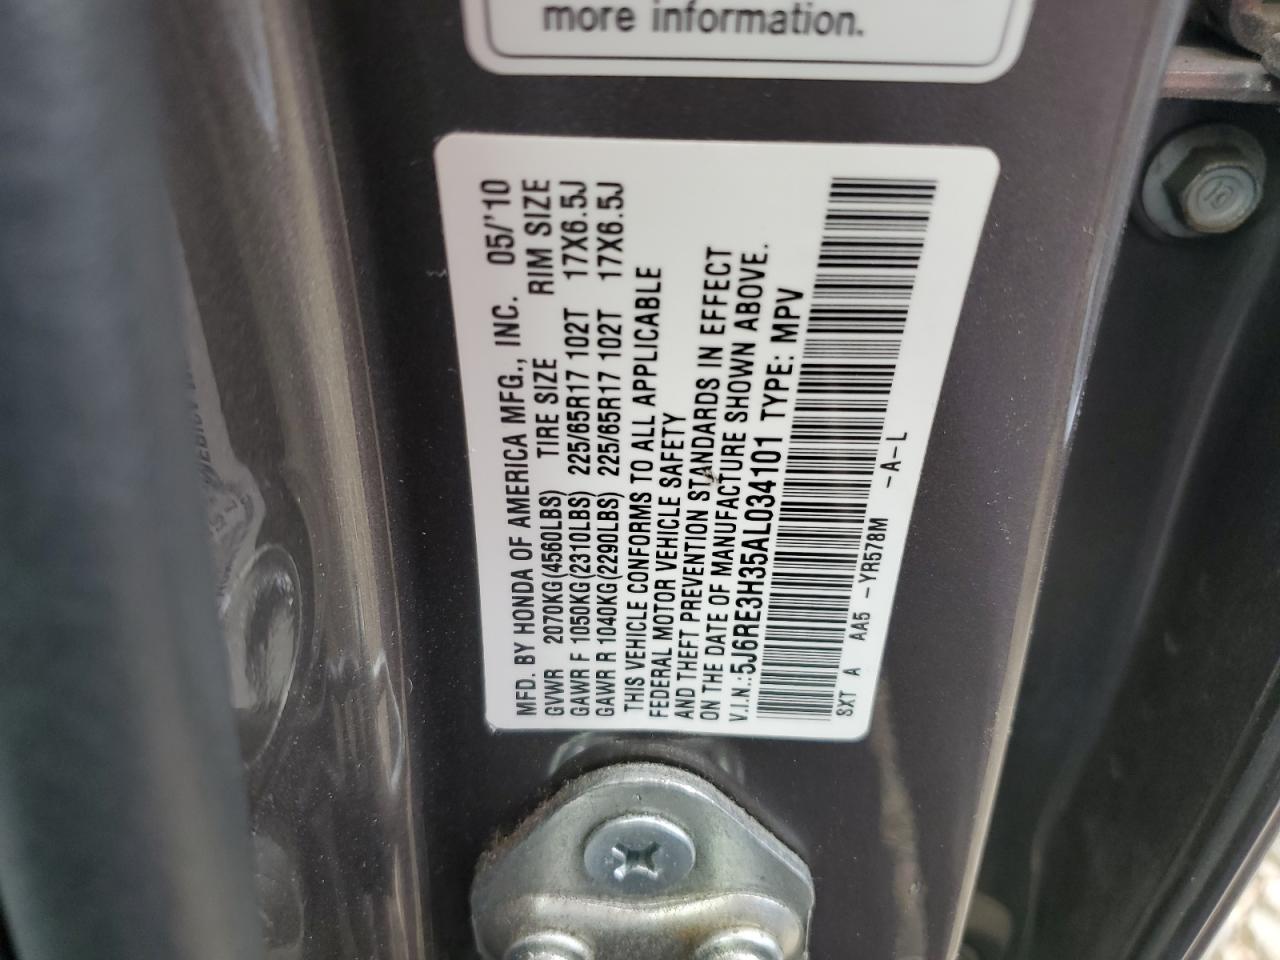 more information.
MFD. BY HONDA OF AMERICA MFG., INC. 05/'10
GVWR 2070KG(4560LBS) TIRE SIZE RIM SIZE
GAWR F 1050KG(2310LBS) 225/65R17 102T 17X6.5J
GAWR R 1040KG(2290LBS) 225/65R17 102T 17X6.5J
THIS VEHICLE CONFORMS TO ALL APPLICABLE
FEDERAL MOTOR VEHICLE SAFETY
AND THEFT PREVENTION STANDARDS IN EFFECT
ON THE DATE OF MANUFACTURE SHOWN ABOVE.
V.I.N.:5J6RE3H35AL034101 TYPE: MPV
SXT A AA5 -YR578M -A-L
10